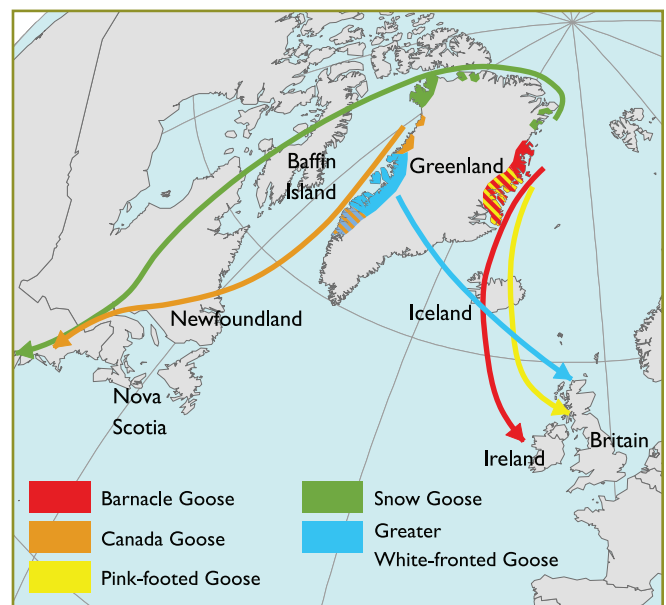 Baffin
Island
Greenland
Iceland
Newfoundland
Nova
Scotia
Britain
Ireland
Barnacle Goose
Canada Goose
Pink-footed Goose
Snow Goose
Greater
White-fronted Goose